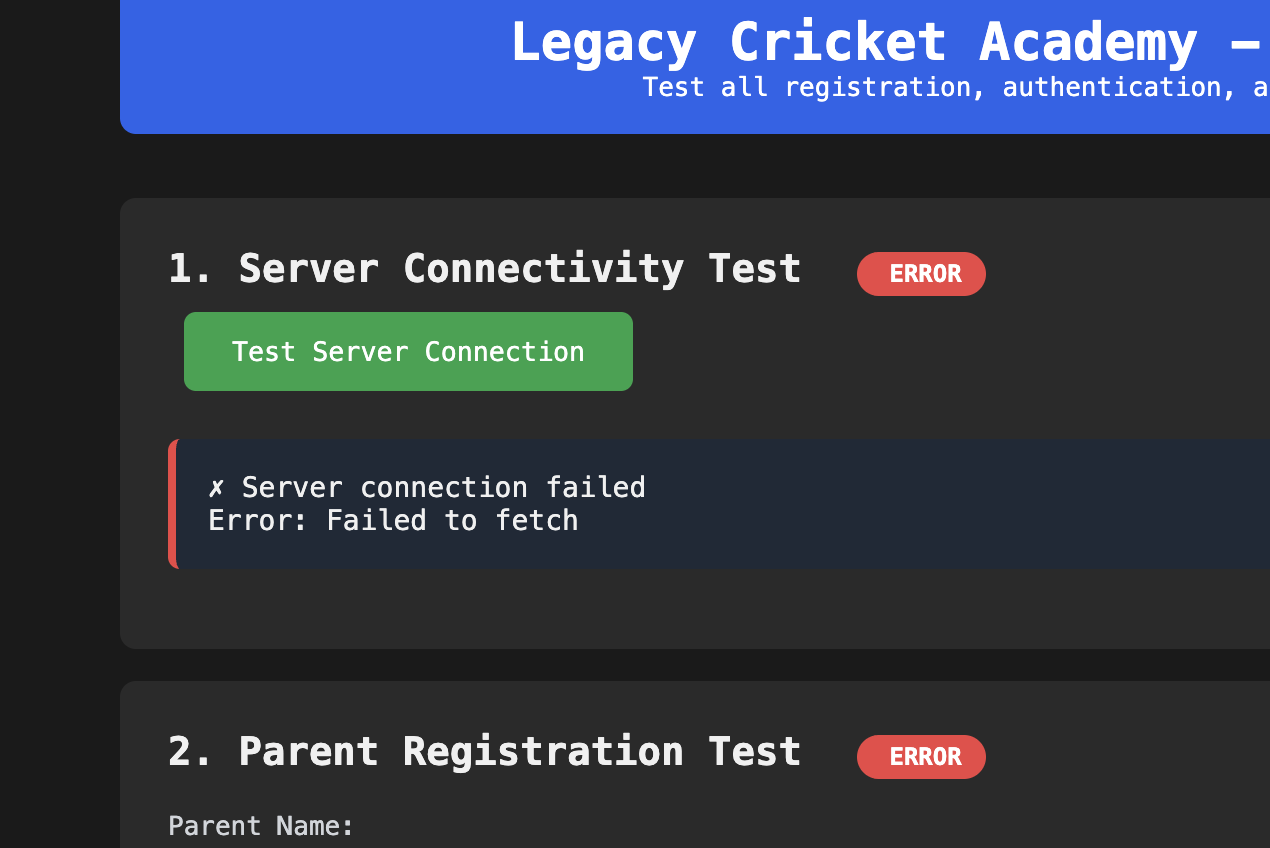 Legacy Cricket Academy –
Test all registration, authentication, a
1. Server Connectivity Test ERROR
Test Server Connection
✗ Server connection failed
Error: Failed to fetch
2. Parent Registration Test ERROR
Parent Name: